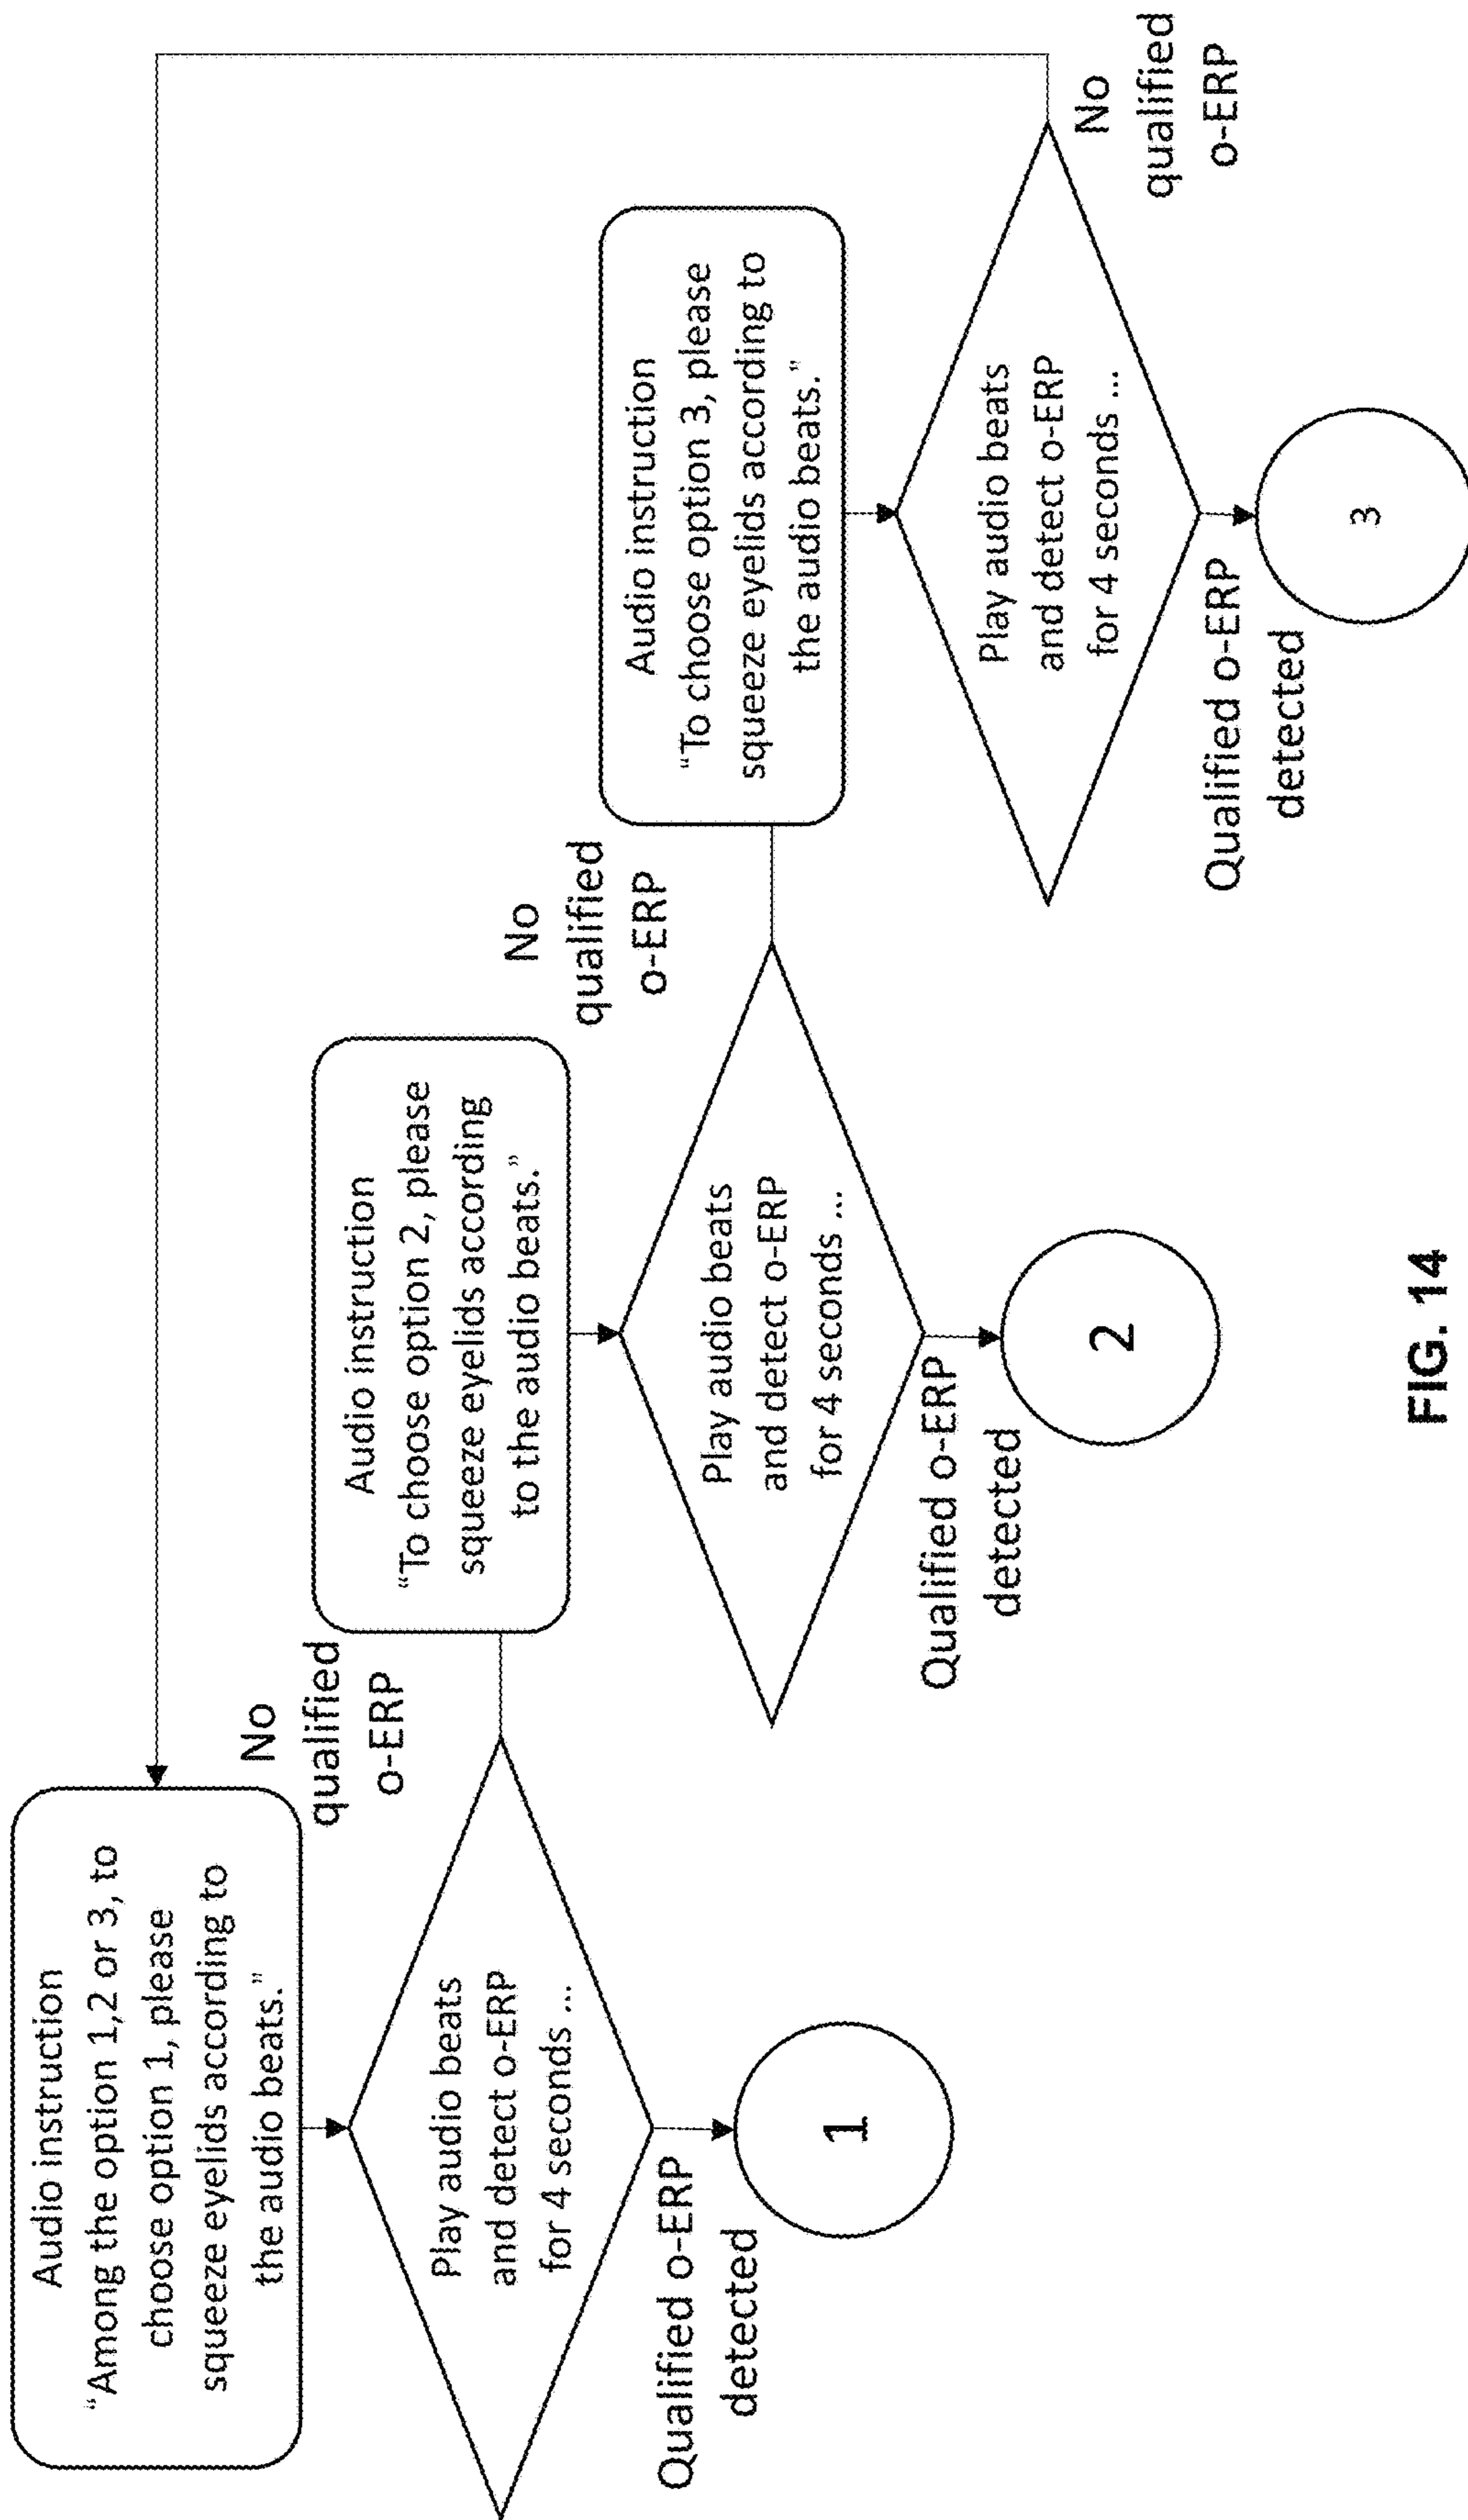 Audio instruction
“Among the option 1,2 or 3, to
choose option 1, please
squeeze eyelids according to
the audio beats.”
Play audio beats
and detect o-ERP
for 4 seconds ...
No
qualified
o-ERP
Qualified o-ERP
detected
1
Audio instruction
“To choose option 2, please
squeeze eyelids according
to the audio beats.”
Play audio beats
and detect o-ERP
for 4 seconds ...
No
qualified
o-ERP
Qualified o-ERP
detected
2
Audio instruction
“To choose option 3, please
squeeze eyelids according to
the audio beats.”
Play audio beats
and detect o-ERP
for 4 seconds ...
No
qualified
o-ERP
Qualified o-ERP
detected
3
FIG. 14